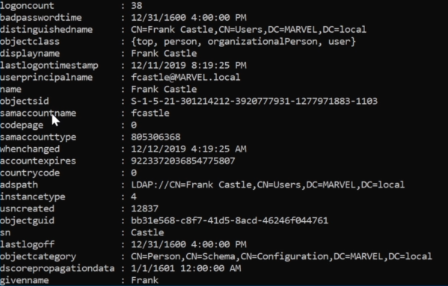 logoncount : 38
badpasswordtime : 12/31/1600 4:00:00 PM
distinguishedname : CN=Frank Castle,CN=Users,DC=MARVEL,DC=local
objectclass : {top, person, organizationalPerson, user}
displayname : Frank Castle
lastlogontimestamp : 12/11/2019 8:19:25 PM
userprincipalname : fcastle@MARVEL.local
name : Frank Castle
objectsid : S-1-5-21-301214212-3920777931-1277971883-1103
samaccountname : fcastle
codepage : 0
samaccounttype : 805306368
whenchanged : 12/12/2019 4:19:25 AM
accountexpires : 9223372036854775807
countrycode : 0
adspath : LDAP://CN=Frank Castle,CN=Users,DC=MARVEL,DC=local
instancetype : 4
usncreated : 12837
objectguid : bb31e568-c8f7-41d5-8acd-46246f044761
sn : Castle
lastlogoff : 12/31/1600 4:00:00 PM
objectcategory : CN=Person,CN=Schema,CN=Configuration,DC=MARVEL,DC=local
dscorepropagationdata : 1/1/1601 12:00:00 AM
givenname : Frank